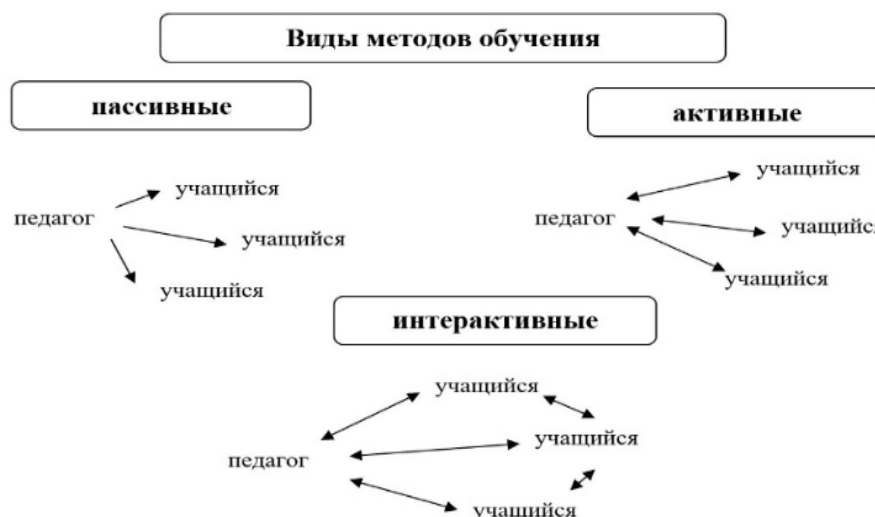 Виды методов обучения
пассивные
активные
учащийся
педагог
учащийся
учащийся
учащийся
педагог
учащийся
учащийся
интерактивные
учащийся
учащийся
педагог
учащийся